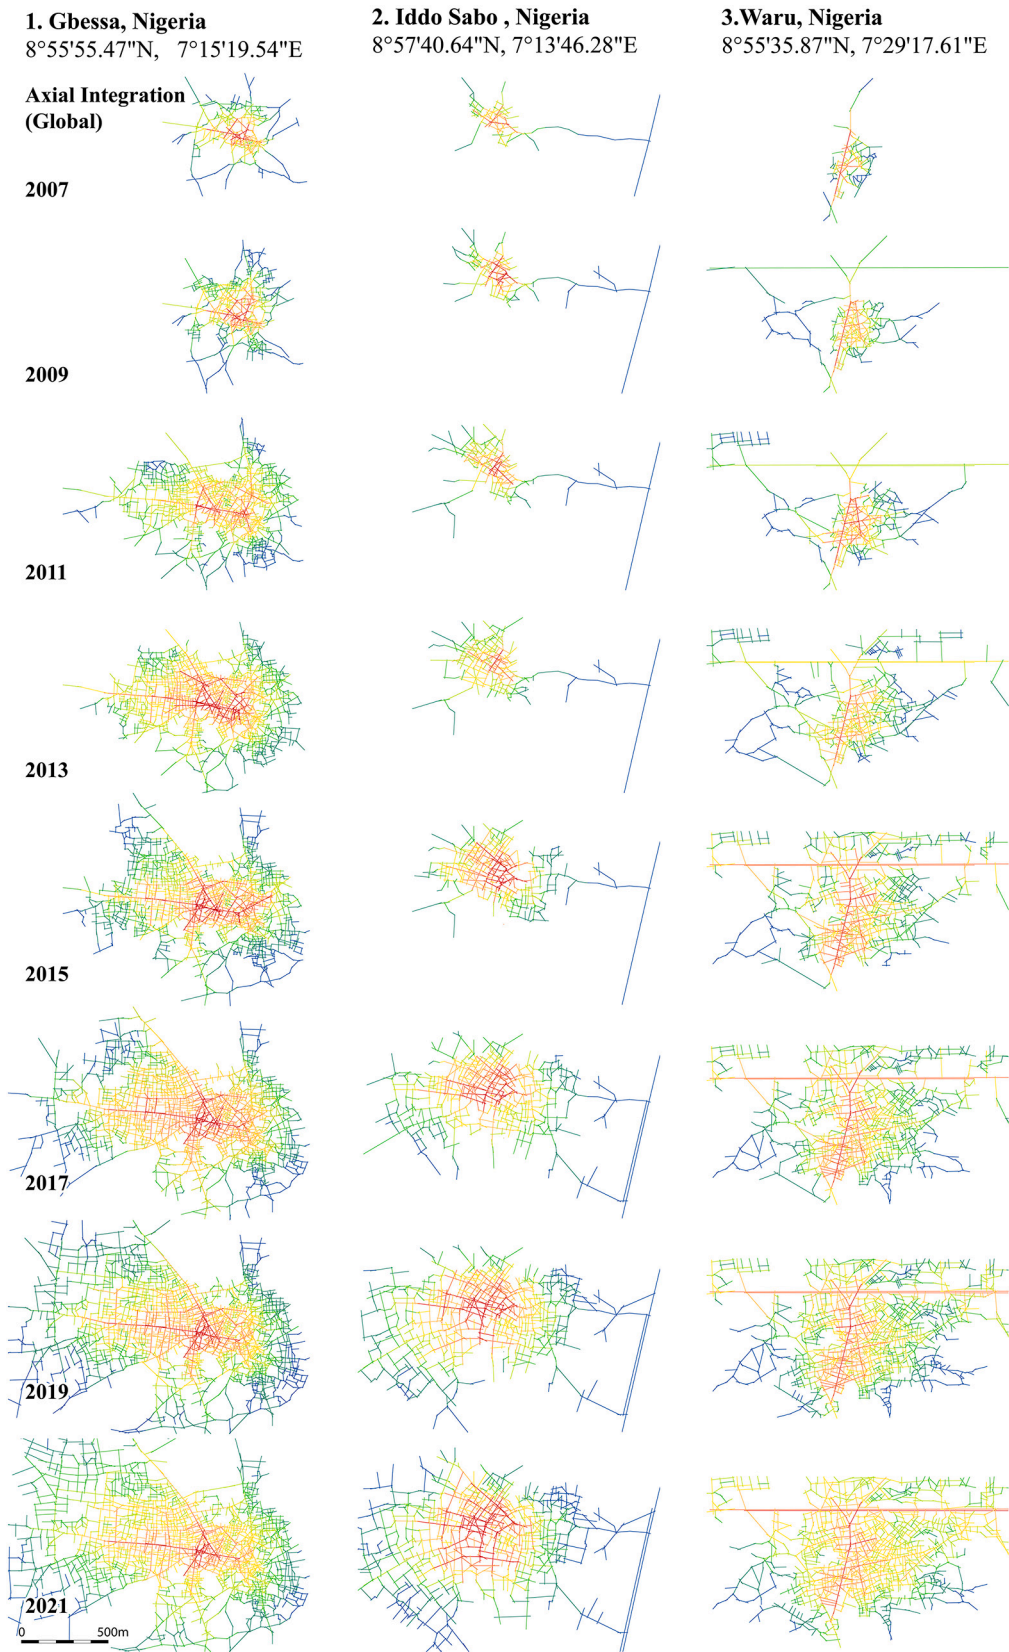 1. Gbessa, Nigeria
8°55'55.47"N, 7°15'19.54"E
2. Iddo Sabo , Nigeria
8°57'40.64"N, 7°13'46.28"E
3.Waru, Nigeria
8°55'35.87"N, 7°29'17.61"E
Axial Integration
(Global)
2007
2009
2011
2013
2015
2017
2019
2021
0 500m